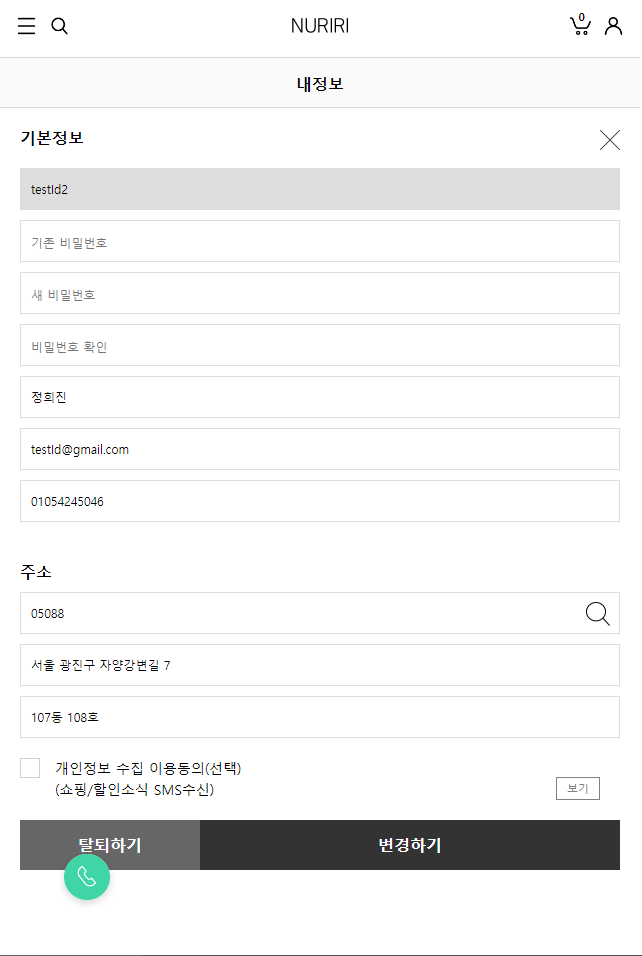 NURIRI
0
내정보
기본정보
testId2
기존 비밀번호
새 비밀번호
비밀번호 확인
정희진
testId@gmail.com
01054245046
주소
05088
서울 광진구 자양강변길 7
107동 108호
개인정보 수집 이용동의(선택)
(쇼핑/할인소식 SMS수신)
보기
탈퇴하기
변경하기